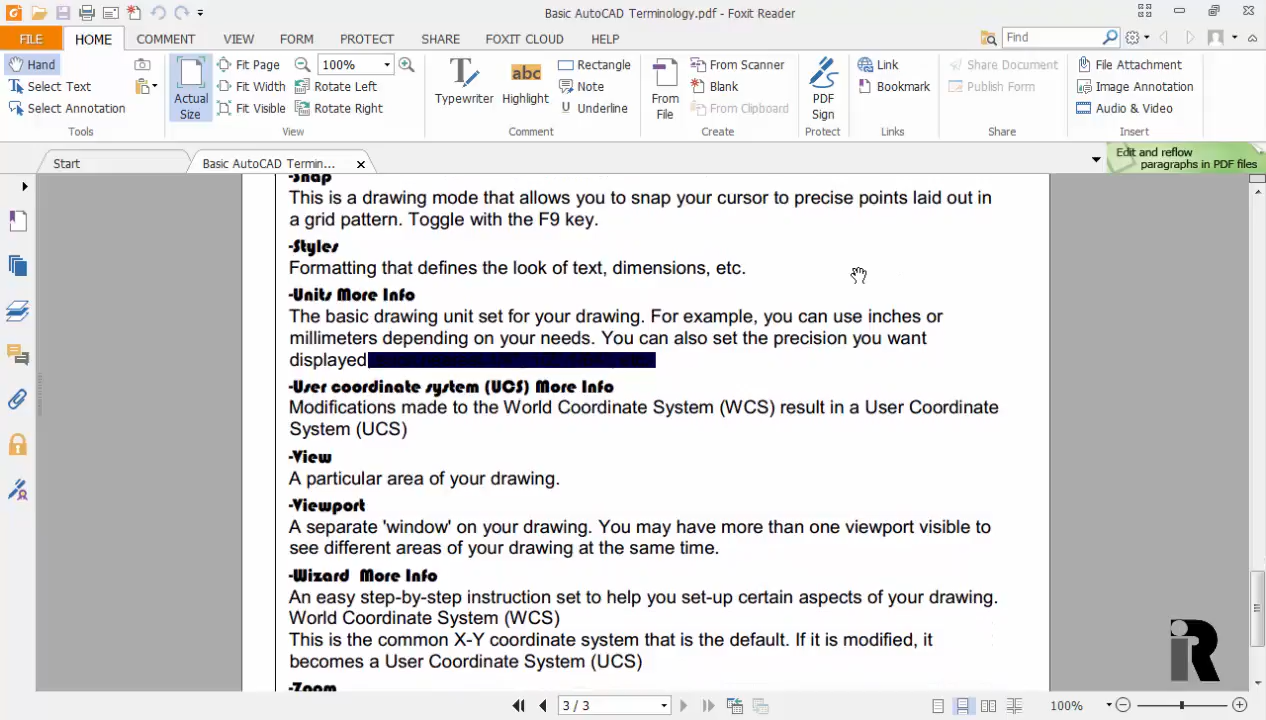 Basic AutoCAD Terminology.pdf - Foxit Reader
FILE HOME COMMENT VIEW FORM PROTECT SHARE FOXIT CLOUD HELP
Find
Hand
Select Text
Select Annotation
Tools
Actual Size
Fit Page
Fit Width
Fit Visible
100%
Rotate Left
Rotate Right
View
Typewriter
Highlight
Rectangle
Note
Underline
Comment
From File
From Scanner
Blank
From Clipboard
Create
PDF Sign
Protect
Link
Bookmark
Links
Share Document
Publish Form
Share
File Attachment
Image Annotation
Audio & Video
Insert
Start
Basic AutoCAD Termin...
Edit and reflow
paragraphs in PDF files
-Snap
This is a drawing mode that allows you to snap your cursor to precise points laid out in
a grid pattern. Toggle with the F9 key.
-Styles
Formatting that defines the look of text, dimensions, etc.
-Units More Info
The basic drawing unit set for your drawing. For example, you can use inches or
millimeters depending on your needs. You can also set the precision you want
displayed
-User coordinate system (UCS) More Info
Modifications made to the World Coordinate System (WCS) result in a User Coordinate
System (UCS)
-View
A particular area of your drawing.
-Viewport
A separate 'window' on your drawing. You may have more than one viewport visible to
see different areas of your drawing at the same time.
-Wizard More Info
An easy step-by-step instruction set to help you set-up certain aspects of your drawing.
World Coordinate System (WCS)
This is the common X-Y coordinate system that is the default. If it is modified, it
becomes a User Coordinate System (UCS)
-Zoom
iR
3 / 3
100%